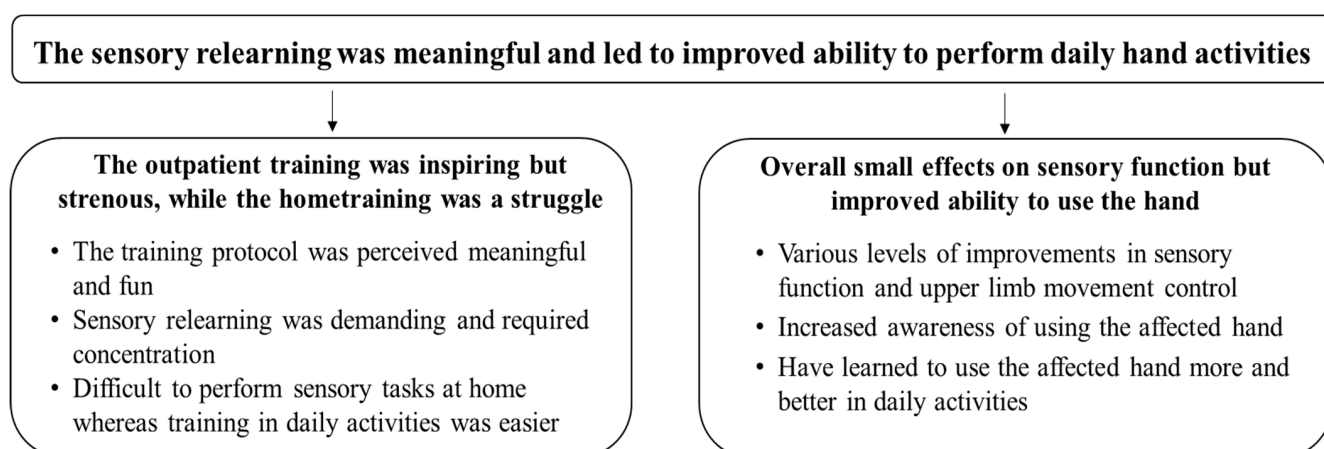 The sensory relearning was meaningful and led to improved ability to perform daily hand activities
The outpatient training was inspiring but
strenous, while the hometraining was a struggle
• The training protocol was perceived meaningful
and fun
• Sensory relearning was demanding and required
concentration
• Difficult to perform sensory tasks at home
whereas training in daily activities was easier
Overall small effects on sensory function but
improved ability to use the hand
• Various levels of improvements in sensory
function and upper limb movement control
• Increased awareness of using the affected hand
• Have learned to use the affected hand more and
better in daily activities